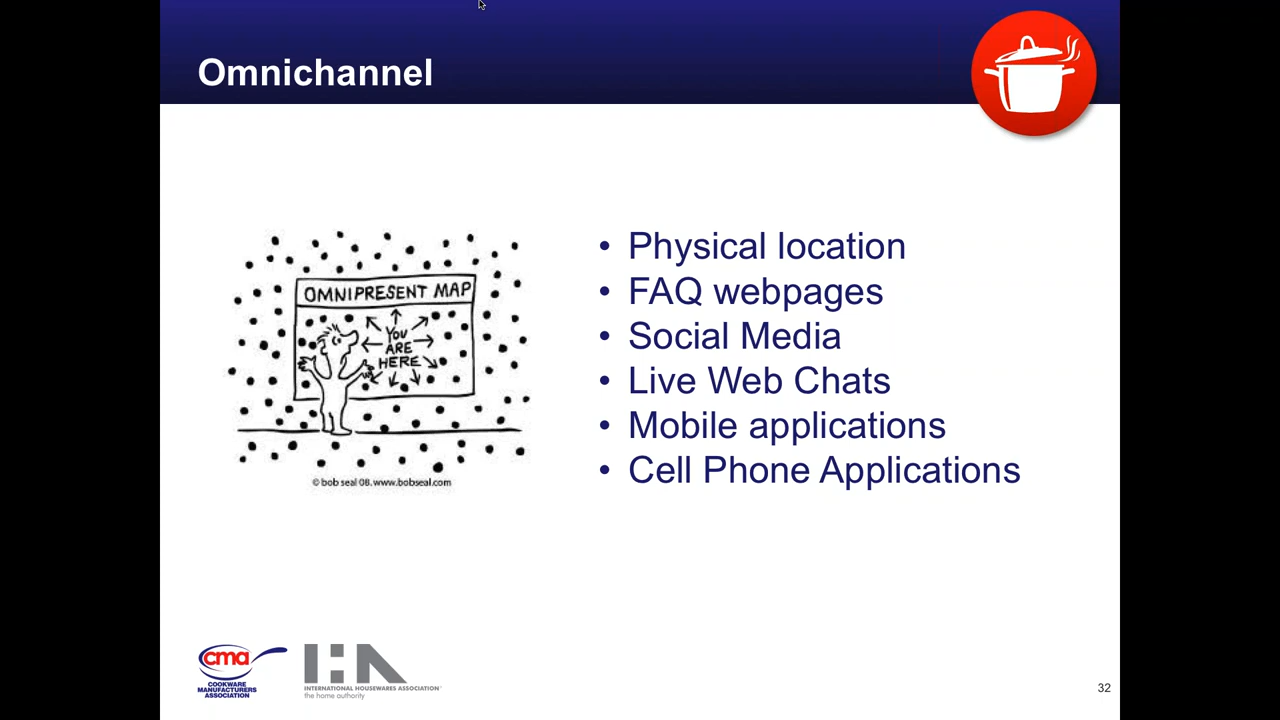 Omnichannel
OMNIPRESENT MAP
YOU
ARE
HERE
© bob seal 08. www.bobseal.com
• Physical location
• FAQ webpages
• Social Media
• Live Web Chats
• Mobile applications
• Cell Phone Applications
cma
COOKWARE
MANUFACTURERS
ASSOCIATION
IHA
INTERNATIONAL HOUSEWARES ASSOCIATION
the home authority
32